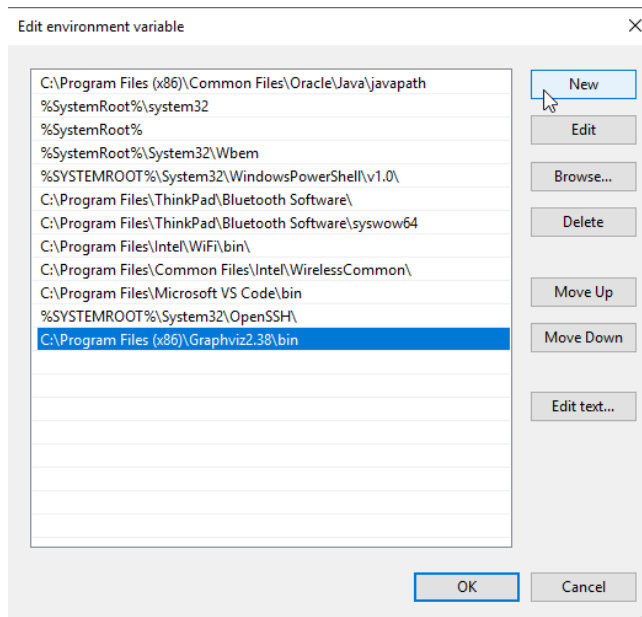 Edit environment variable
C:\Program Files (x86)\Common Files\Oracle\Java\javapath
%SystemRoot%\system32
%SystemRoot%
%SystemRoot%\System32\Wbem
%SYSTEMROOT%\System32\WindowsPowerShell\v1.0\
C:\Program Files\ThinkPad\Bluetooth Software\
C:\Program Files\ThinkPad\Bluetooth Software\syswow64
C:\Program Files\Intel\WiFi\bin\
C:\Program Files\Common Files\Intel\WirelessCommon\
C:\Program Files\Microsoft VS Code\bin
%SYSTEMROOT%\System32\OpenSSH\
C:\Program Files (x86)\Graphviz2.38\bin
New
Edit
Browse...
Delete
Move Up
Move Down
Edit text...
OK
Cancel